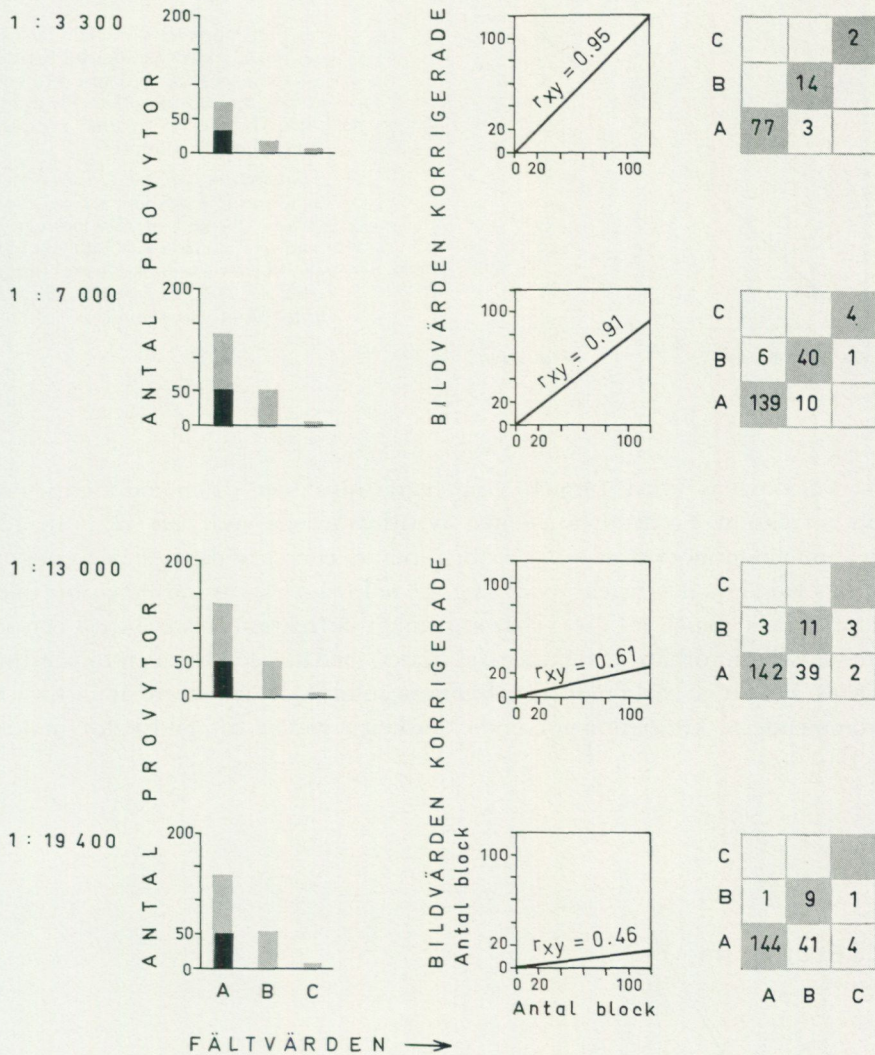 1 : 3 300
ANTAL PROVYTOR
200
50
0
BILDVÄRDEN KORRIGERADE
100
20
0
r xy = 0.95
0 20 100
C 2
B 14
A 77 3
1 : 7 000
200
50
0
100
20
0
r xy = 0.91
0 20 100
C 4
B 6 40 1
A 139 10
1 : 13 000
ANTAL PROVYTOR
200
50
0
BILDVÄRDEN KORRIGERADE
Antal block
100
20
0
r xy = 0.61
0 20 100
C
B 3 11 3
A 142 39 2
1 : 19 400
200
50
0
A B C
100
20
0
r xy = 0.46
0 20 100
Antal block
C
B 1 9 1
A 144 41 4
A B C
FÄLTVÄRDEN →